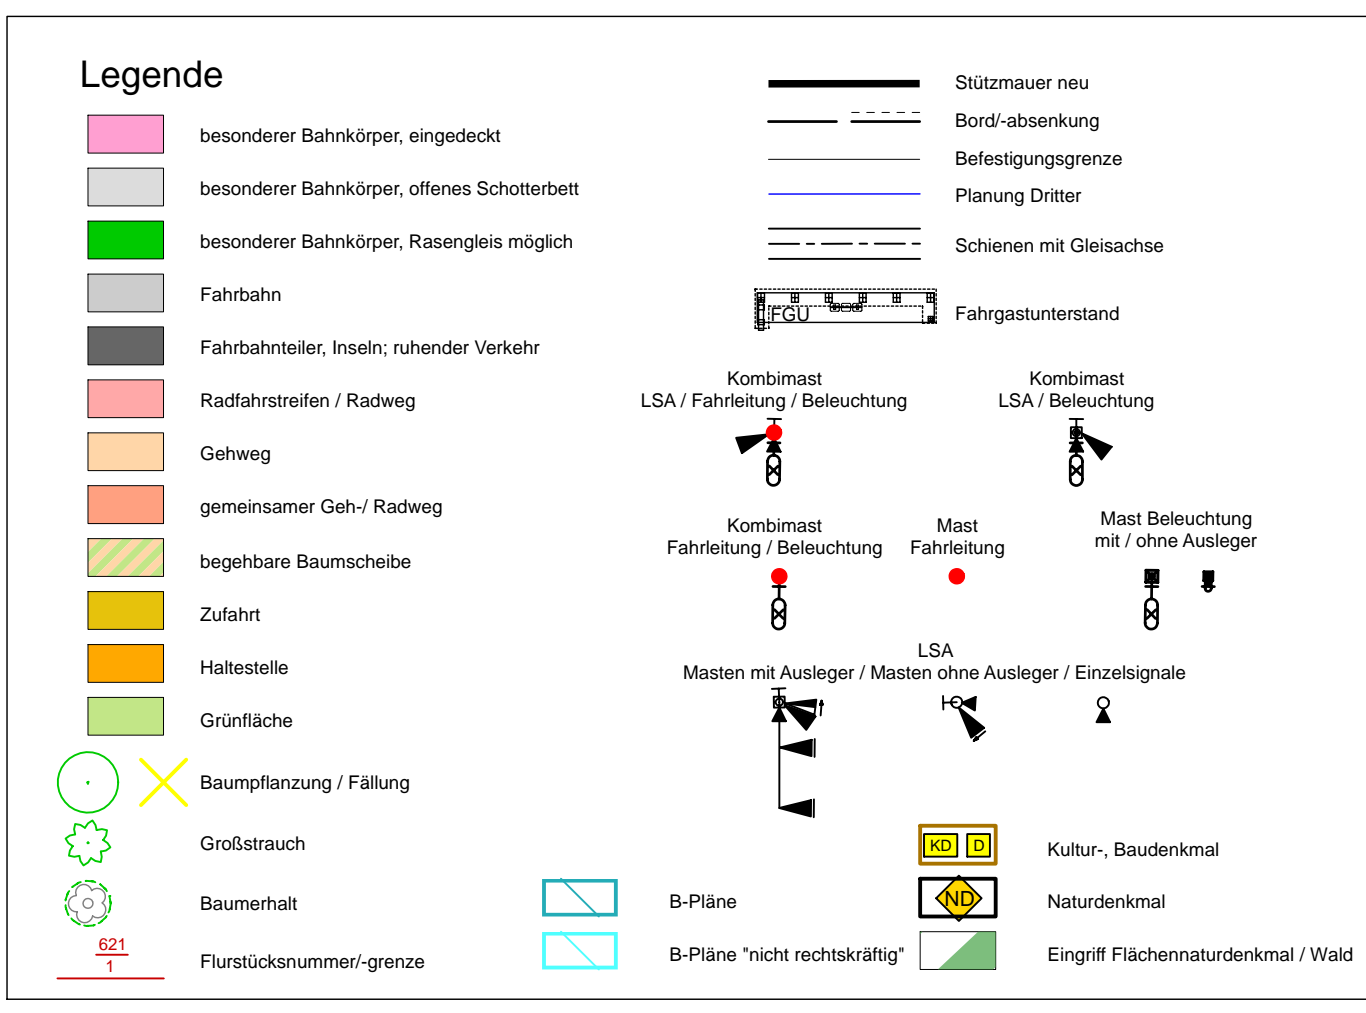 Legende
besonderer Bahnkörper, eingedeckt
besonderer Bahnkörper, offenes Schotterbett
besonderer Bahnkörper, Rasengleis möglich
Fahrbahn
Fahrbahnteiler, Inseln; ruhender Verkehr
Radfahrstreifen / Radweg
Gehweg
gemeinsamer Geh-/ Radweg
begehbare Baumscheibe
Zufahrt
Haltestelle
Grünfläche
Baumpflanzung / Fällung
Großstrauch
Baumerhalt
621
1
Flurstücksnummer/-grenze
Stützmauer neu
Bord/-absenkung
Befestigungsgrenze
Planung Dritter
Schienen mit Gleisachse
FGU
Fahrgastunterstand
Kombimast
LSA / Fahrleitung / Beleuchtung
Kombimast
LSA / Beleuchtung
Kombimast
Fahrleitung / Beleuchtung
Mast
Fahrleitung
Mast Beleuchtung
mit / ohne Ausleger
LSA
Masten mit Ausleger / Masten ohne Ausleger / Einzelsignale
B-Pläne
B-Pläne "nicht rechtskräftig"
KD D
Kultur-, Baudenkmal
ND
Naturdenkmal
Eingriff Flächennaturdenkmal / Wald